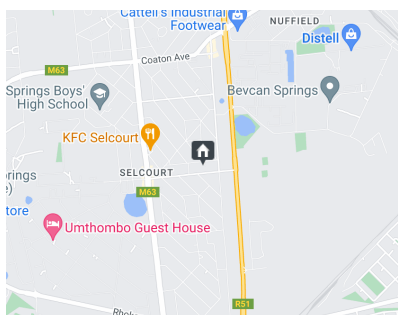 Cattell's Industrial
Footwear
NUFFIELD
Distell
M63
Coaton Ave
Springs Boys'
High School
Bevcan Springs
KFC Selcourt
SELCOURT
M63
Umthombo Guest House
R51